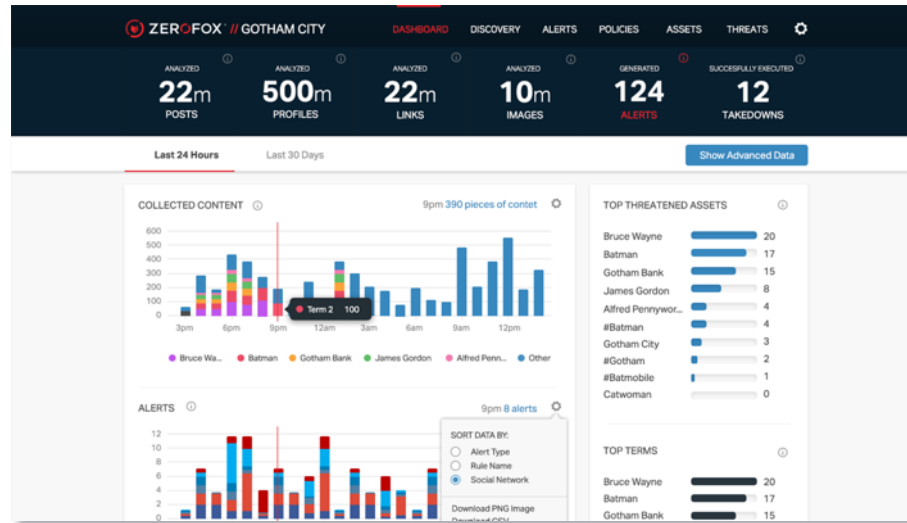 ZEROFOX // GOTHAM CITY
DASHBOARD DISCOVERY ALERTS POLICIES ASSETS THREATS
ANALYZED ANALYZED ANALYZED ANALYZED GENERATED SUCCESFULLY EXECUTED
22m 500m 22m 10m 124 12
POSTS PROFILES LINKS IMAGES ALERTS TAKEDOWNS
Last 24 Hours Last 30 Days Show Advanced Data
COLLECTED CONTENT 9pm 390 pieces of contet
600
500
400
300
200
100
0
Term 2 100
3pm 6pm 9pm 12am 3am 6am 9am 12pm
Bruce Wa... Batman Gotham Bank James Gordon Alfred Penn... Other
ALERTS 9pm 8 alerts
12
10
8
6
4
2
SORT DATA BY:
Alert Type
Rule Name
Social Network
Download PNG Image
Download CSV
TOP THREATENED ASSETS
Bruce Wayne 20
Batman 17
Gotham Bank 15
James Gordon 8
Alfred Pennywor... 4
#Batman 4
Gotham City 3
#Gotham 2
#Batmobile 1
Catwoman 0
TOP TERMS
Bruce Wayne 20
Batman 17
Gotham Bank 15